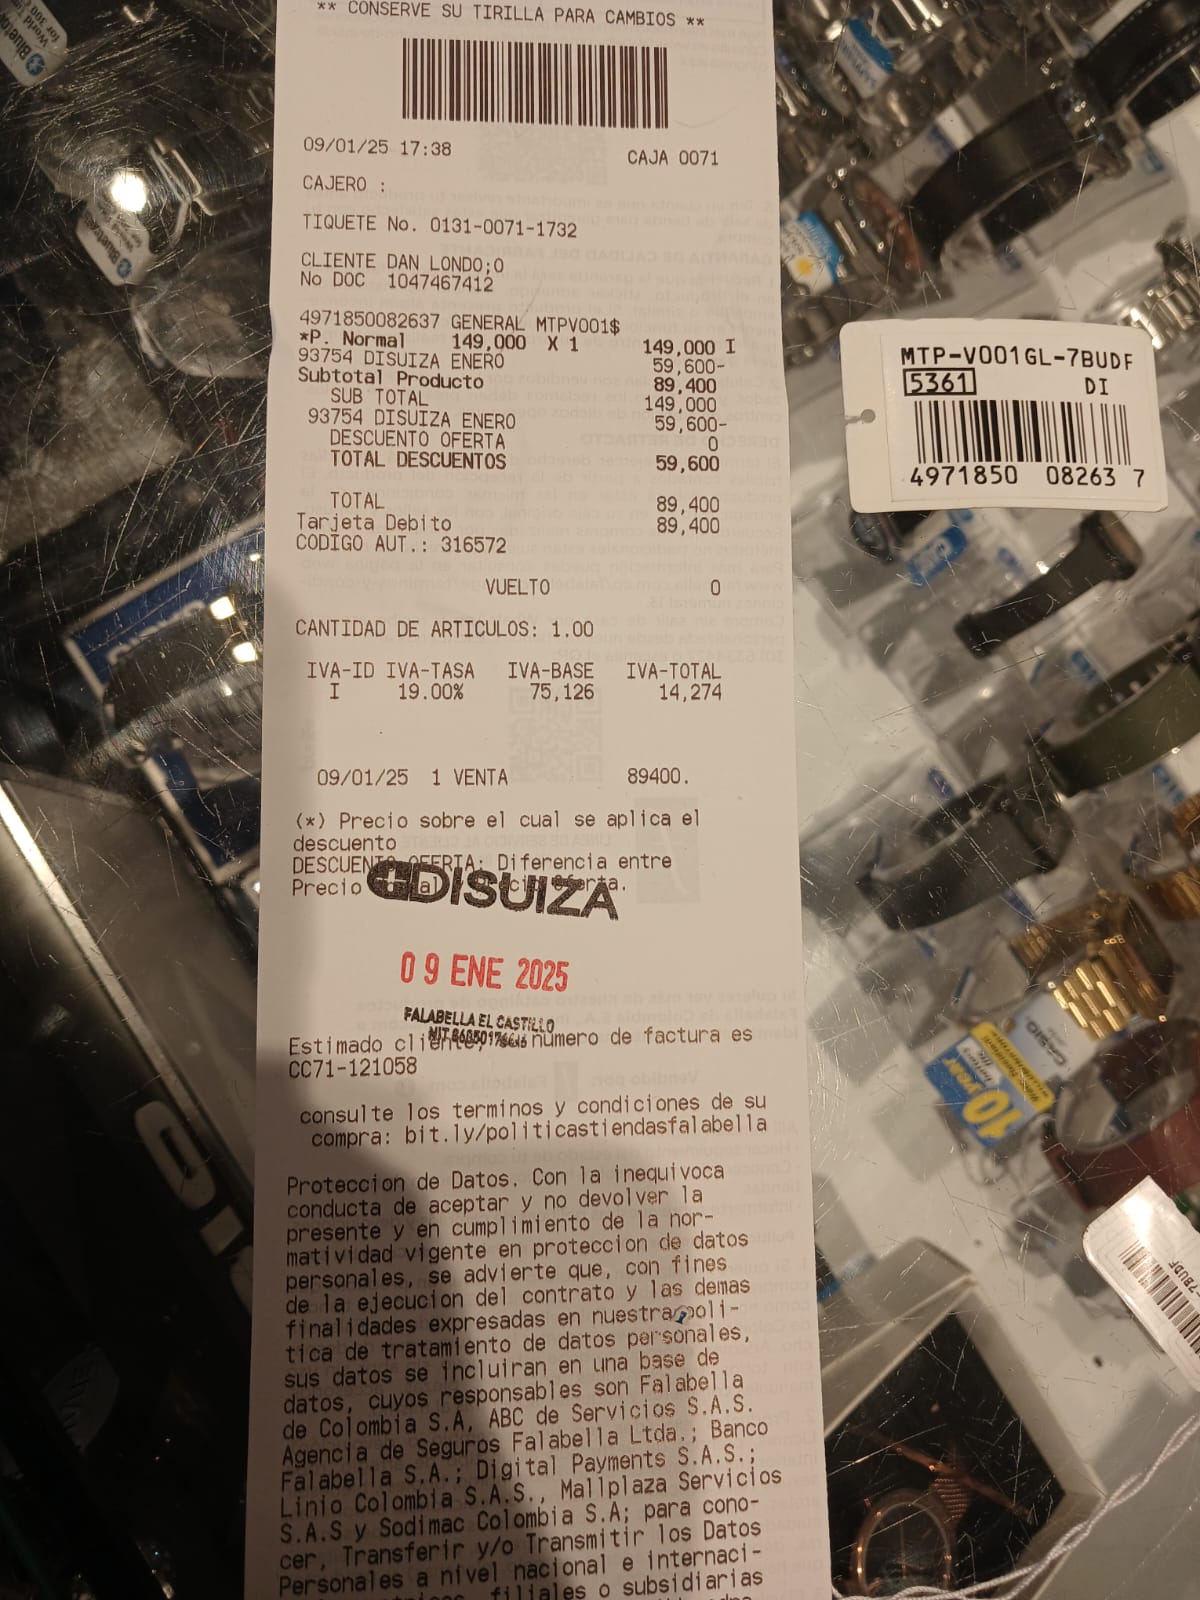 ** CONSERVE SU TIRILLA PARA CAMBIOS **
09/01/25 17:38 CAJA 0071
CAJERO :
TIQUETE No. 0131-0071-1732
CLIENTE DAN LONDO;O
No DOC 1047467412
4971850082637 GENERAL MTPV001$
*P. Normal 149,000 X 1 149,000 I
93754 DISUIZA ENERO 59,600-
Subtotal Producto 89,400
SUB TOTAL 149,000
93754 DISUIZA ENERO 59,600-
DESCUENTO OFERTA 0
TOTAL DESCUENTOS 59,600
TOTAL 89,400
Tarjeta Debito 89,400
CODIGO AUT.: 316572
VUELTO 0
CANTIDAD DE ARTICULOS: 1.00
IVA-ID IVA-TASA IVA-BASE IVA-TOTAL
I 19.00% 75,126 14,274
09/01/25 1 VENTA 89400.
(*) Precio sobre el cual se aplica el
descuento
DESCUENTO OFERTA: Diferencia entre
Precio
DISUIZA
09 ENE 2025
FALABELLA EL CASTILLO
NIT
Estimado cliente, numero de factura es
CC71-121058
consulte los terminos y condiciones de su
compra: bit.ly/politicastiendasfalabella
Proteccion de Datos. Con la inequivoca
conducta de aceptar y no devolver la
presente y en cumplimiento de la nor-
matividad vigente en proteccion de datos
personales, se advierte que, con fines
de la ejecucion del contrato y las demas
finalidades expresadas en nuestra poli-
tica de tratamiento de datos personales,
sus datos se incluiran en una base de
datos, cuyos responsables son Falabella
de Colombia S.A, ABC de Servicios S.A.S.
Agencia de Seguros Falabella Ltda.; Banco
Falabella S.A.; Digital Payments S.A.S.;
Linio Colombia S.A.S., Mallplaza Servicios
S.A.S y Sodimac Colombia S.A; para cono-
cer, Transferir y/o Transmitir los Datos
Personales a nivel nacional e internaci-
filiales o subsidiarias
MTP-V001GL-7BUDF
5361 DI
4971850 08263 7
CASIO
10 YEAR
7BUDF